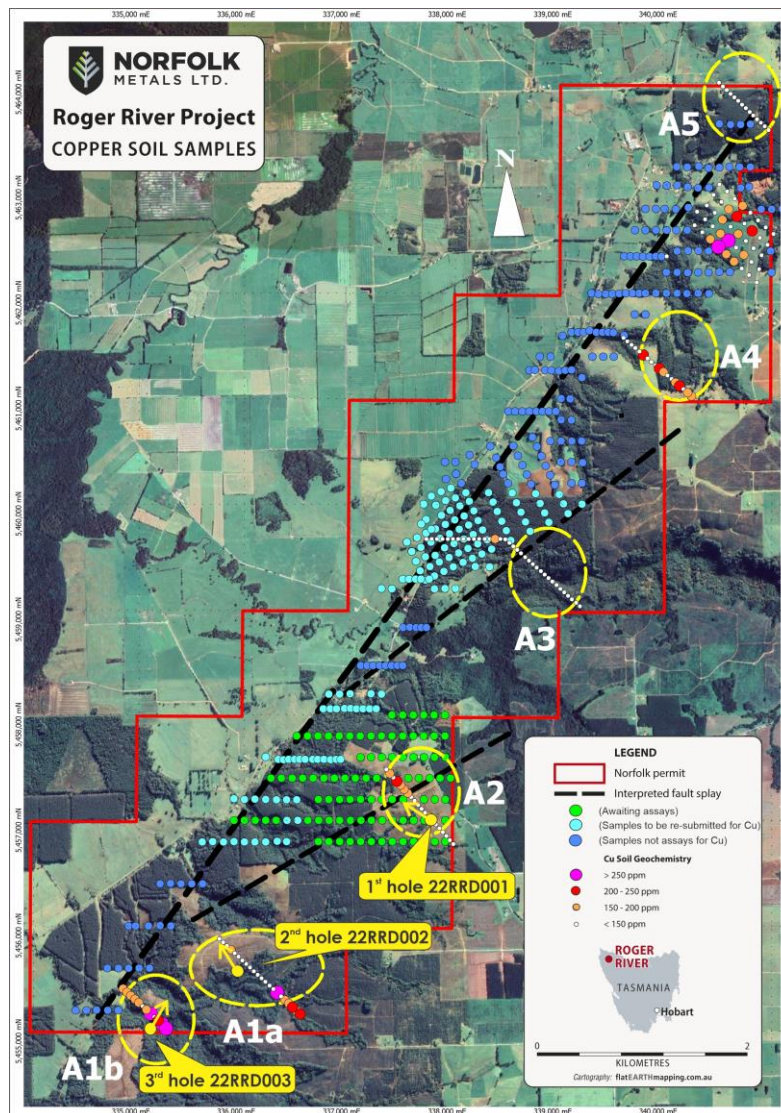 335,000 mE
336,000 mE
337,000 mE
338,000 mE
339,000 mE
340,000 mE
NORFOLK
METALS LTD.
Roger River Project
COPPER SOIL SAMPLES
N
5,464,000 mN
5,463,000 mN
5,462,000 mN
5,461,000 mN
5,460,000 mN
5,459,000 mN
5,458,000 mN
5,457,000 mN
5,456,000 mN
5,455,000 mN
A5
A4
A3
A2
1st hole 22RRD001
2nd hole 22RRD002
A1a
A1b
3rd hole 22RRD003
LEGEND
Norfolk permit
Interpreted fault splay
(Awaiting assays)
(Samples to be re-submitted for Cu)
(Samples not assays for Cu)
Cu Soil Geochemistry
> 250 ppm
200 - 250 ppm
150 - 200 ppm
< 150 ppm
ROGER
RIVER
TASMANIA
Hobart
0
2
KILOMETRES
Cartography: flatEARTHmapping.com.au
335,000 mE
336,000 mE
337,000 mE
338,000 mE
339,000 mE
340,000 mE